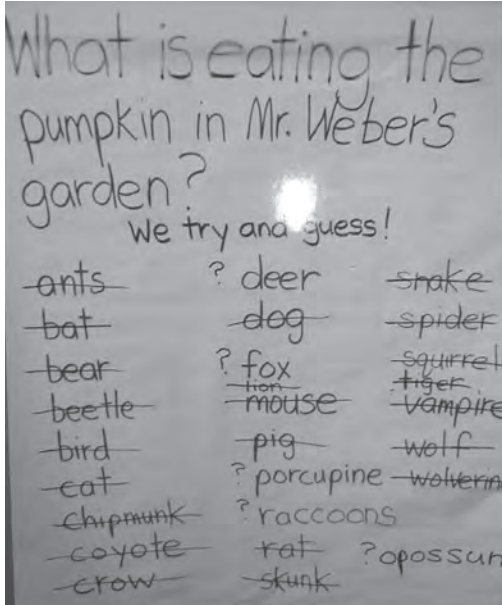 What is eating the
pumpkin in Mr. Weber's
garden?
We try and guess!
ants
bat
bear
beetle
bird
cat
chipmunk
coyote
crow
? deer
dog
? fox
lion
mouse
pig
? porcupine
? raccoons
rat
skunk
snake
spider
squirrel
tiger
vampire
wolf
wolverin
? opossum